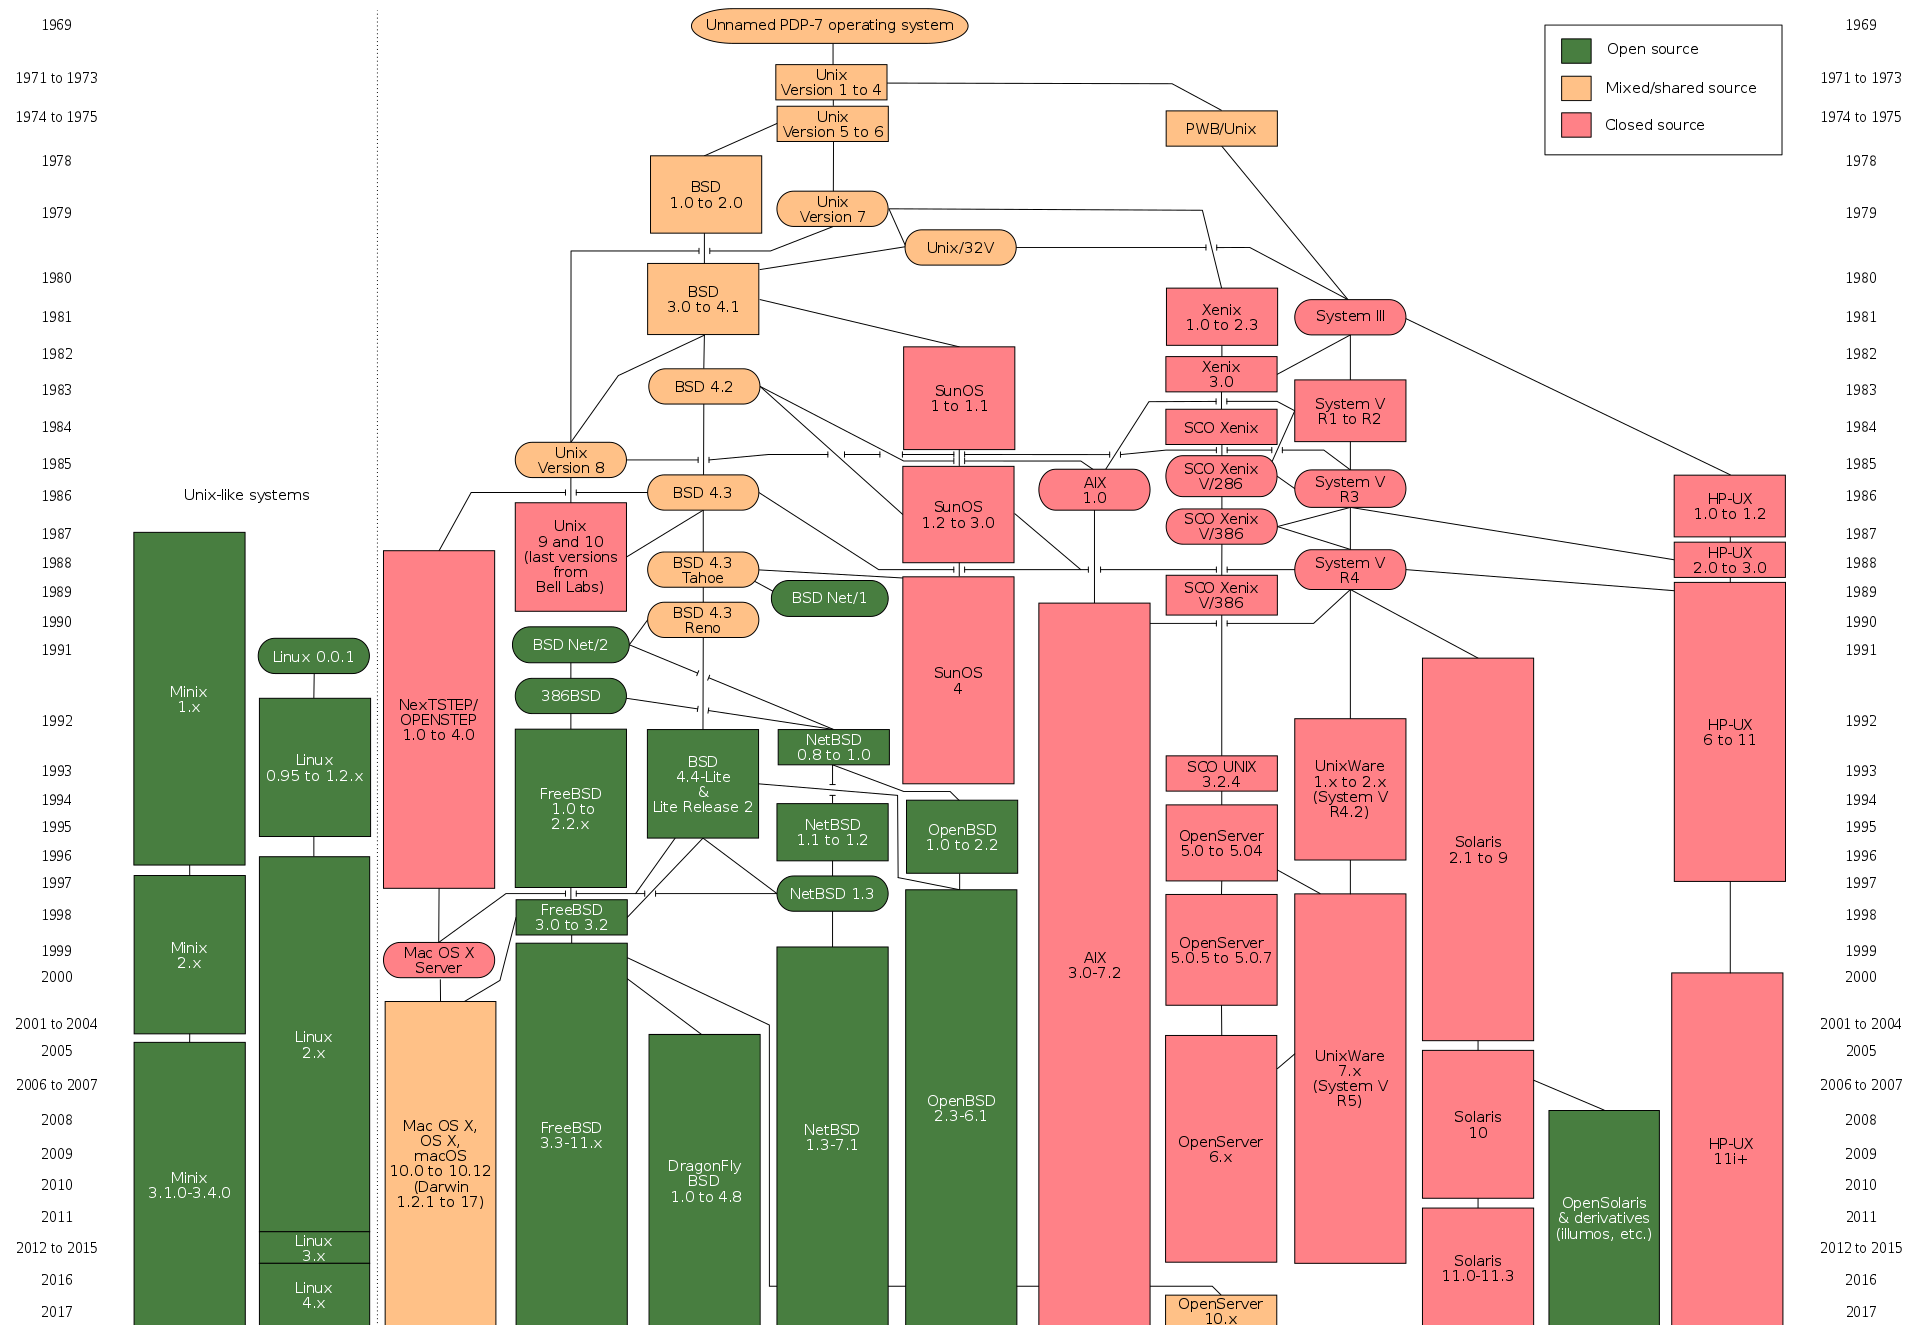 Unnamed PDP-7 operating system
1969
1969
Open source
Mixed/shared source
Closed source
1971 to 1973
Unix
Version 1 to 4
1971 to 1973
1974 to 1975
Unix
Version 5 to 6
PWB/Unix
1974 to 1975
1978
BSD
1.0 to 2.0
1978
1979
Unix
Version 7
1979
Unix/32V
1980
BSD
3.0 to 4.1
1980
1981
Xenix
1.0 to 2.3
System III
1981
1982
Xenix
3.0
1982
1983
BSD 4.2
SunOS
1 to 1.1
System V
R1 to R2
1983
1984
SCO Xenix
1984
1985
Unix
Version 8
SCO Xenix
V/286
1985
1986
Unix-like systems
BSD 4.3
SunOS
1.2 to 3.0
AIX
1.0
System V
R3
HP-UX
1.0 to 1.2
1986
1987
Unix
9 and 10
(last versions
from
Bell Labs)
SCO Xenix
V/386
1987
1988
BSD 4.3
Tahoe
System V
R4
HP-UX
2.0 to 3.0
1988
1989
BSD Net/1
SCO Xenix
V/386
1989
1990
BSD 4.3
Reno
1990
1991
Linux 0.0.1
BSD Net/2
1991
Minix
1.x
NexTSTEP/
OPENSTEP
1.0 to 4.0
386BSD
SunOS
4
1992
HP-UX
6 to 11
1992
1993
Linux
0.95 to 1.2.x
FreeBSD
1.0 to
2.2.x
BSD
4.4-Lite
&
Lite Release 2
NetBSD
0.8 to 1.0
SCO UNIX
3.2.4
UnixWare
1.x to 2.x
(System V
R4.2)
1993
1994
1994
1995
NetBSD
1.1 to 1.2
OpenBSD
1.0 to 2.2
OpenServer
5.0 to 5.04
Solaris
2.1 to 9
1995
1996
1996
1997
NetBSD 1.3
1997
1998
FreeBSD
3.0 to 3.2
1998
1999
Minix
2.x
Mac OS X
Server
AIX
3.0-7.2
OpenServer
5.0.5 to 5.0.7
1999
2000
2000
2001 to 2004
Linux
2.x
2001 to 2004
2005
2005
2006 to 2007
UnixWare
7.x
(System V
R5)
2006 to 2007
2008
Mac OS X,
OS X,
macOS
10.0 to 10.12
(Darwin
1.2.1 to 17)
FreeBSD
3.3-11.x
NetBSD
1.3-7.1
OpenBSD
2.3-6.1
Solaris
10
2008
2009
OpenServer
6.x
HP-UX
11i+
2009
2010
Minix
3.1.0-3.4.0
DragonFly
BSD
1.0 to 4.8
2010
2011
OpenSolaris
& derivatives
(illumos, etc.)
2011
2012 to 2015
Linux
3.x
2012 to 2015
2016
Linux
4.x
Solaris
11.0-11.3
2016
2017
OpenServer
10.x
2017